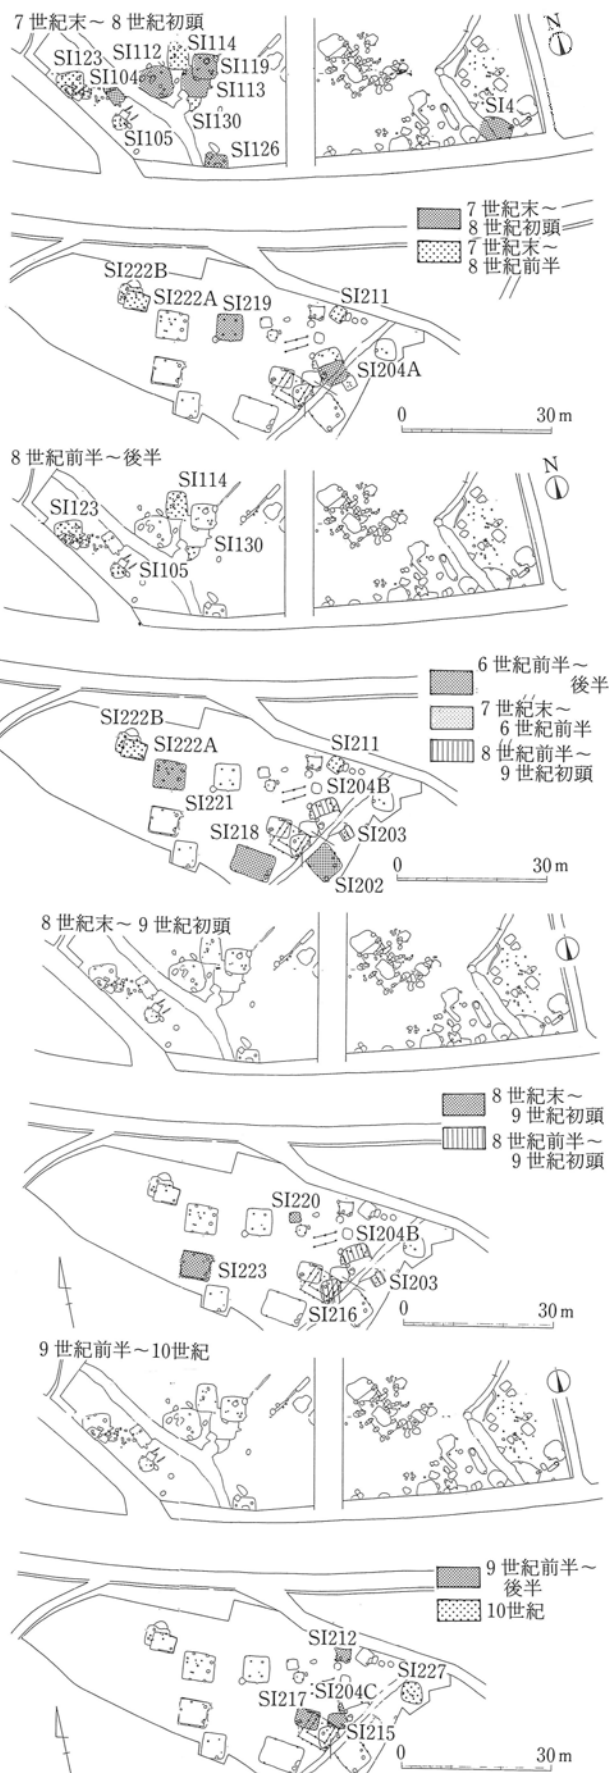 7世紀末～8世紀初頭
N
SI112
SI114
SI123
SI119
SI104
SI113
SI4
SI130
SI105
SI126
7世紀末～
8世紀初頭
7世紀末～
8世紀前半
SI222B
SI222A
SI219
SI211
SI204A
0
30m
8世紀前半～後半
N
SI114
SI123
SI130
SI105
6世紀前半～
後半
7世紀末～
6世紀前半
8世紀前半～
9世紀初頭
SI222B
SI222A
SI211
SI221
SI204B
SI218
SI203
SI202
0
30m
8世紀末～9世紀初頭
8世紀末～
9世紀初頭
8世紀前半～
9世紀初頭
SI220
SI204B
SI223
SI203
SI216
0
30m
9世紀前半～10世紀
9世紀前半～
後半
10世紀
SI212
SI227
SI217
SI204C
SI215
0
30m